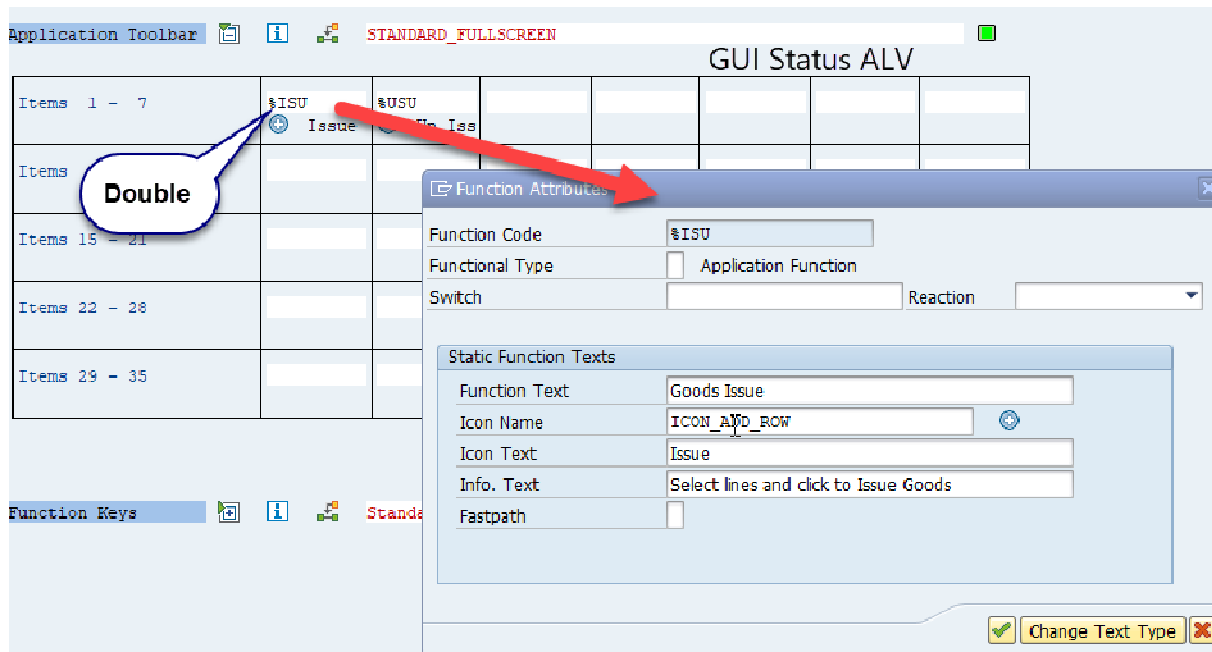 Application Toolbar STANDARD_FULLSCREEN
GUI Status ALV
Items 1 - 7 %ISU %USU
Issue Un Iss
Items
Double
Function Attributes
Function Code %ISU
Items 15 - 21
Functional Type Application Function
Switch Reaction
Items 22 - 28
Static Function Texts
Items 29 - 35
Function Text Goods Issue
Icon Name ICON_ADD_ROW
Icon Text Issue
Info. Text Select lines and click to Issue Goods
Function Keys Standa
Fastpath
Change Text Type